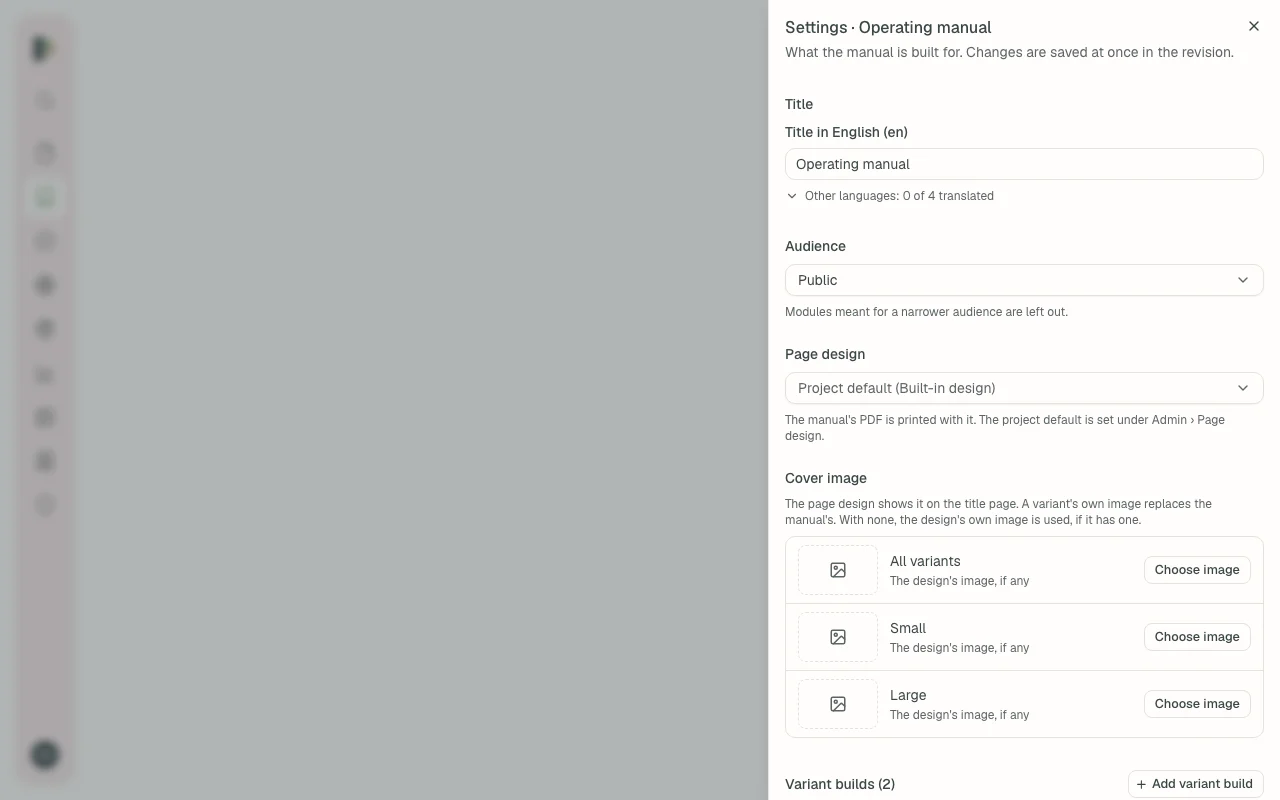 Settings · Operating manual
What the manual is built for. Changes are saved at once in the revision.
Title
Title in English (en)
Operating manual
Other languages: 0 of 4 translated
Audience
Public
Modules meant for a narrower audience are left out.
Page design
Project default (Built-in design)
The manual's PDF is printed with it. The project default is set under Admin › Page
design.
Cover image
The page design shows it on the title page. A variant's own image replaces the
manual's. With none, the design's own image is used, if it has one.
All variants
The design's image, if any
Choose image
Small
The design's image, if any
Choose image
Large
The design's image, if any
Choose image
Variant builds (2)
+ Add variant build